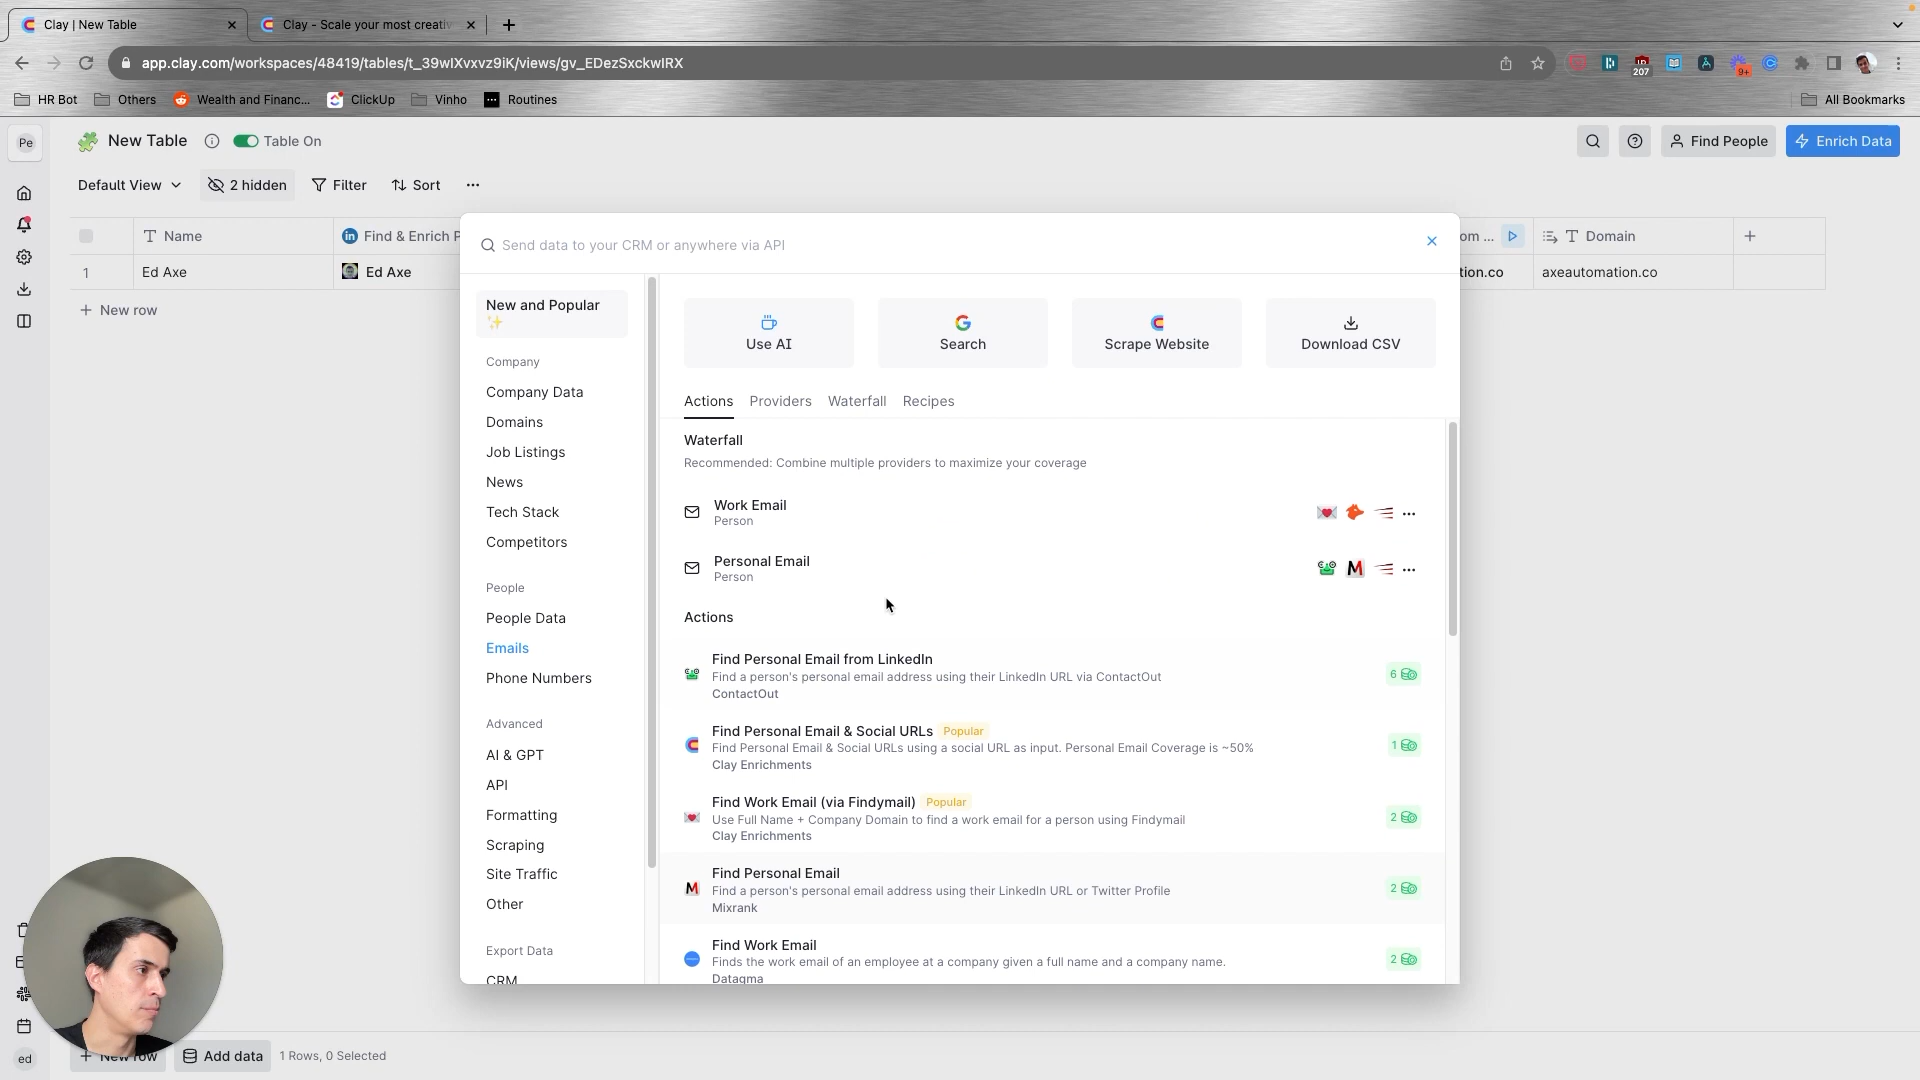 Clay | New Table
Clay - Scale your most creativ
app.clay.com/workspaces/48419/tables/t_39wIXvxvz9iK/views/gv_EDezSxckwIRX
207
9+
HR Bot
Others
Wealth and Financ...
ClickUp
Vinho
Routines
All Bookmarks
Pe
New Table
Table On
Find People
Enrich Data
Default View
2 hidden
Filter
Sort
Name
Find & Enrich P
om ...
Domain
1
Ed Axe
Ed Axe
tion.co
axeautomation.co
New row
Send data to your CRM or anywhere via API
New and Popular
Company
Company Data
Domains
Job Listings
News
Tech Stack
Competitors
People
People Data
Emails
Phone Numbers
Advanced
AI & GPT
API
Formatting
Scraping
Site Traffic
Other
Export Data
CRM
Use AI
Search
Scrape Website
Download CSV
Actions
Providers
Waterfall
Recipes
Waterfall
Recommended: Combine multiple providers to maximize your coverage
Work Email
Person
Personal Email
Person
Actions
Find Personal Email from LinkedIn
Find a person's personal email address using their LinkedIn URL via ContactOut
ContactOut
6
Find Personal Email & Social URLs Popular
Find Personal Email & Social URLs using a social URL as input. Personal Email Coverage is ~50%
Clay Enrichments
1
Find Work Email (via Findymail) Popular
Use Full Name + Company Domain to find a work email for a person using Findymail
Clay Enrichments
2
Find Personal Email
Find a person's personal email address using their LinkedIn URL or Twitter Profile
Mixrank
2
Find Work Email
Finds the work email of an employee at a company given a full name and a company name.
Datagma
2
ed
New row
Add data
1 Rows, 0 Selected